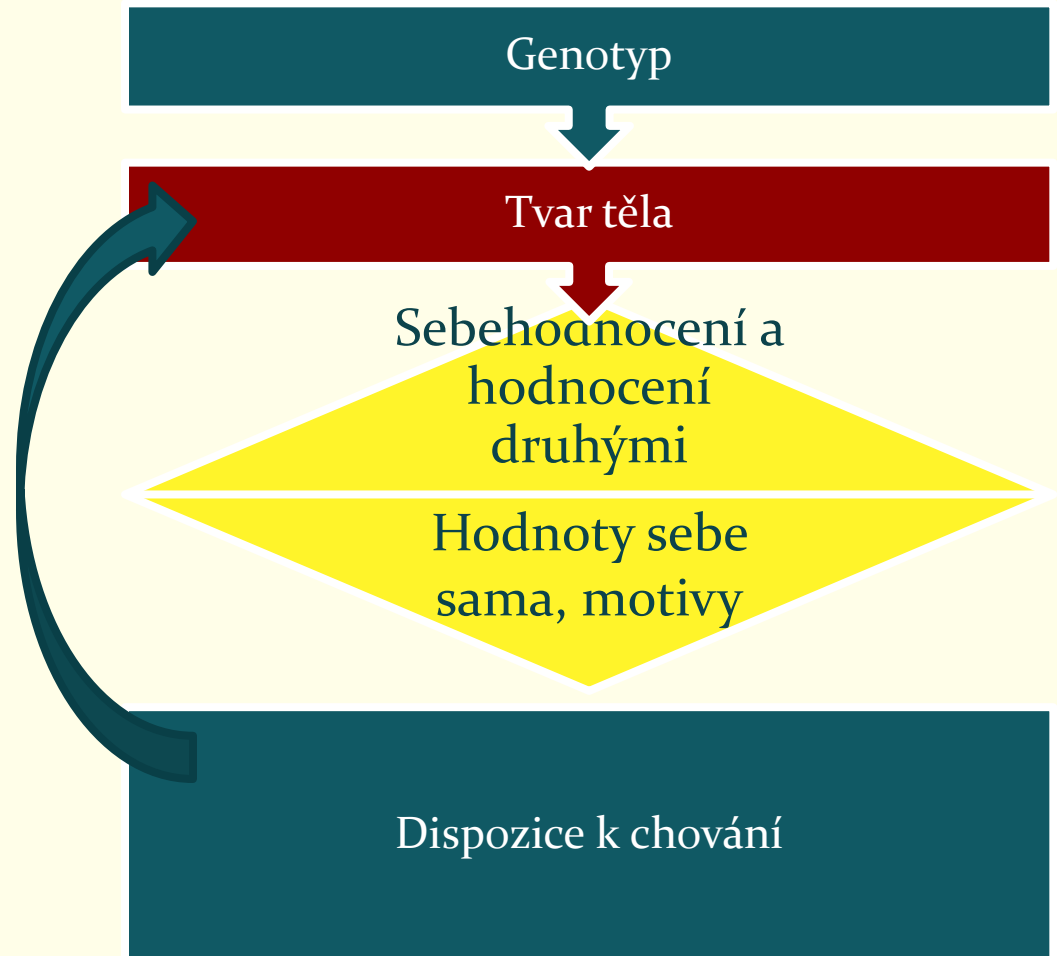 Genotyp
Tvar těla
Sebehodnocení a
hodnocení
druhými
Hodnoty sebe
sama, motivy
Dispozice k chování